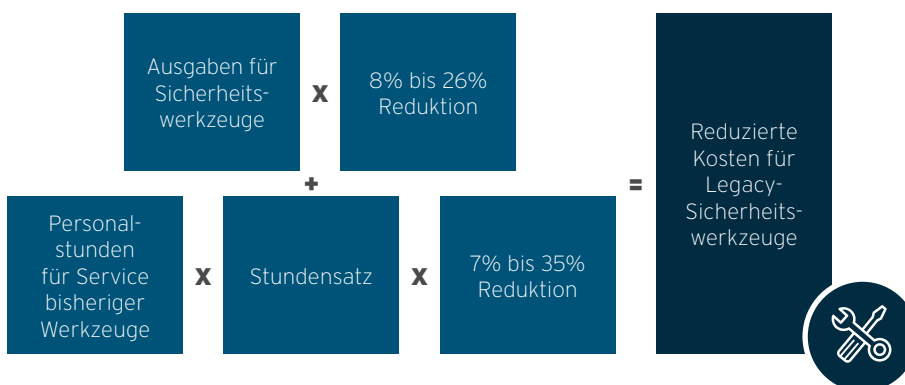 Ausgaben für
Sicherheits-
werkzeuge
x
8% bis 26%
Reduktion
+
Personal-
stunden
für Service
bisheriger
Werkzeuge
x
Stundensatz
x
7% bis 35%
Reduktion
=
Reduzierte
Kosten für
Legacy-
Sicherheits-
werkzeuge